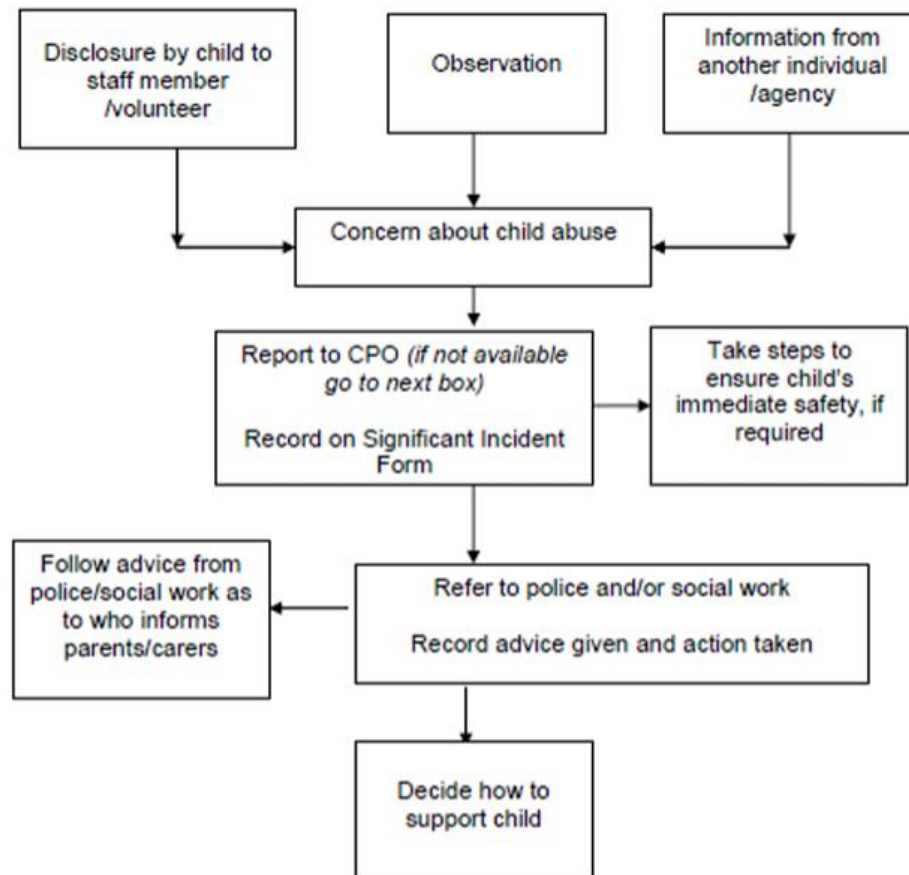 Disclosure by child to
staff member
/volunteer
Observation
Information from
another individual
/agency
Concern about child abuse
Report to CPO (if not available
go to next box)
Record on Significant Incident
Form
Take steps to
ensure child's
immediate safety, if
required
Follow advice from
police/social work as
to who informs
parents/carers
Refer to police and/or social work
Record advice given and action taken
Decide how to
support child